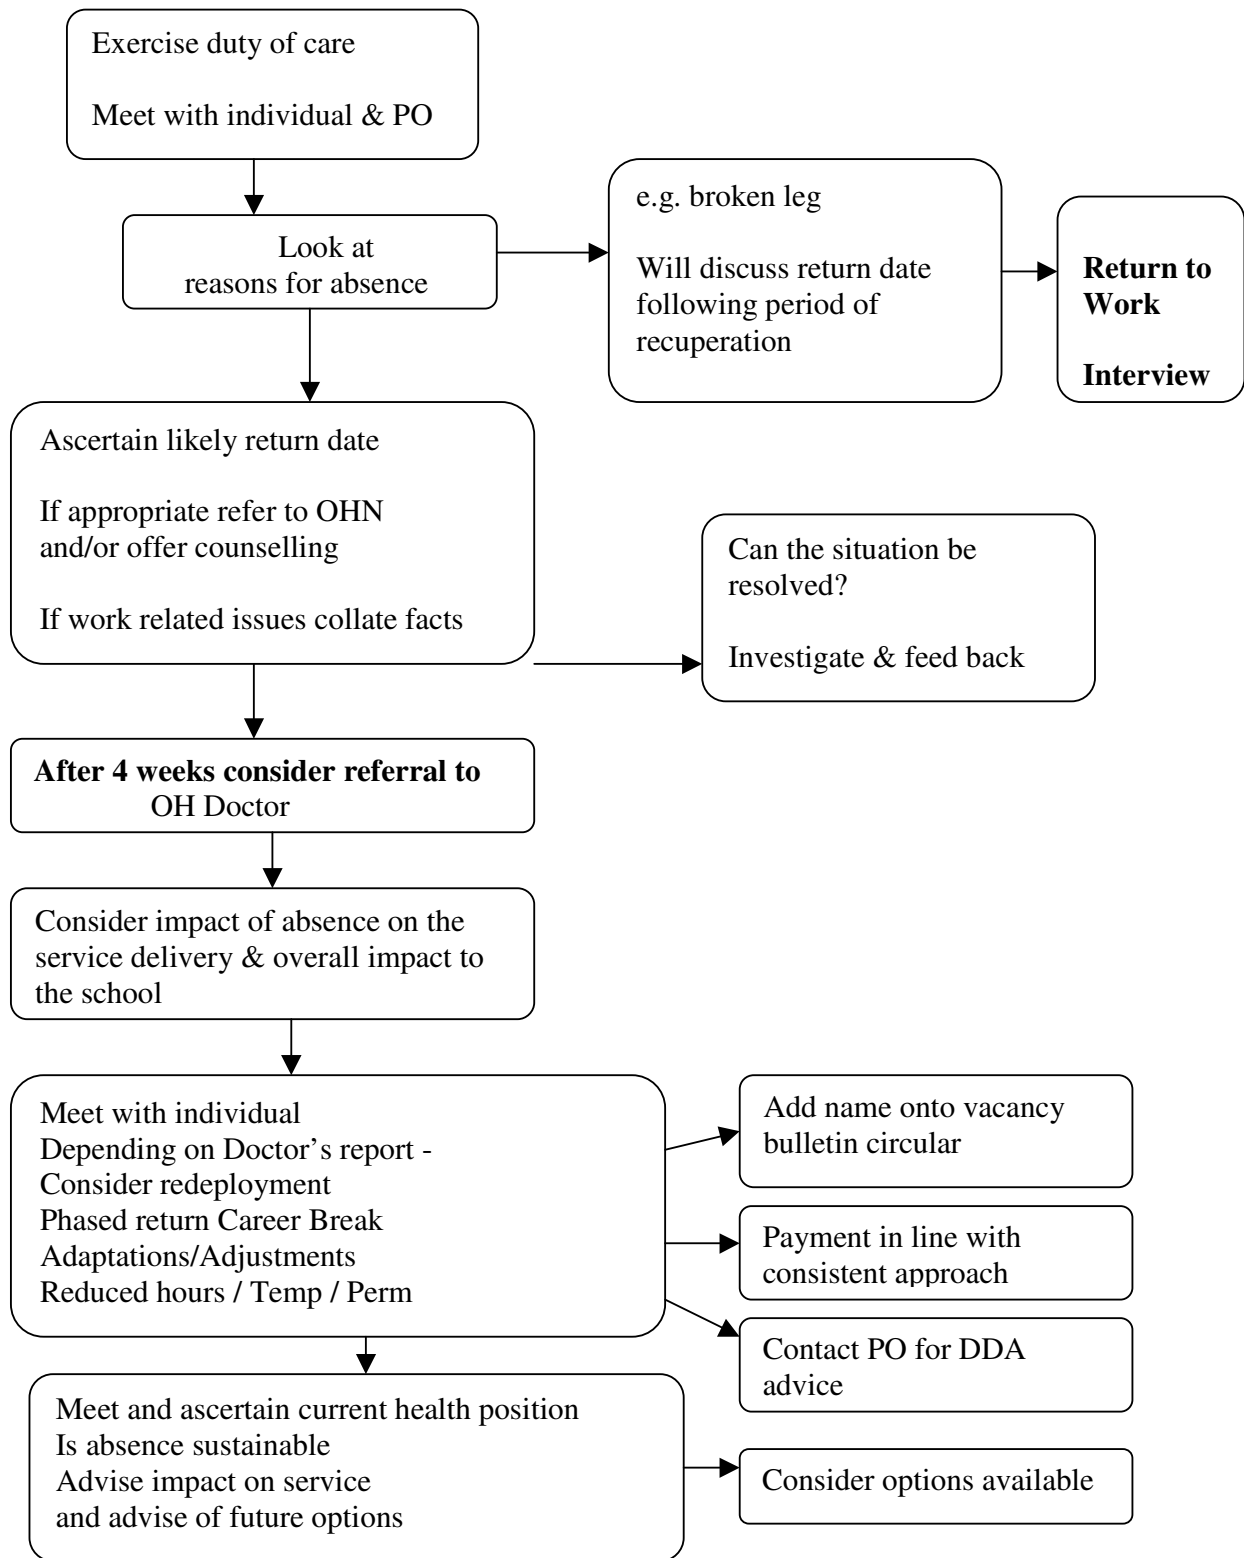 Exercise duty of care
Meet with individual & PO
Look at
reasons for absence
e.g. broken leg
Will discuss return date
following period of
recuperation
Return to
Work
Interview
Ascertain likely return date
If appropriate refer to OHN
and/or offer counselling
If work related issues collate facts
Can the situation be
resolved?
Investigate & feed back
After 4 weeks consider referral to
OH Doctor
Consider impact of absence on the
service delivery & overall impact to
the school
Meet with individual
Depending on Doctor’s report -
Consider redeployment
Phased return Career Break
Adaptations/Adjustments
Reduced hours / Temp / Perm
Add name onto vacancy
bulletin circular
Payment in line with
consistent approach
Contact PO for DDA
advice
Meet and ascertain current health position
Is absence sustainable
Advise impact on service
and advise of future options
Consider options available